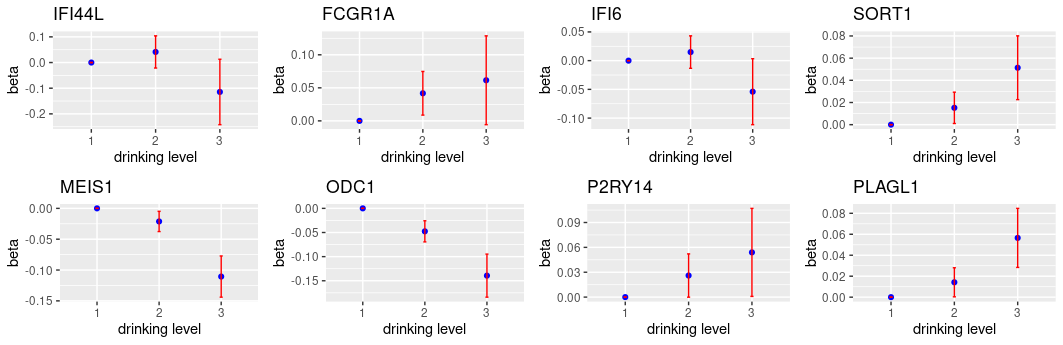 IFI44L
FCGR1A
IFI6
SORT1
beta
0.1
0.0
-0.1
-0.2
1 2 3
drinking level
beta
0.10
0.05
0.00
1 2 3
drinking level
beta
0.05
0.00
-0.05
-0.10
1 2 3
drinking level
beta
0.08
0.06
0.04
0.02
0.00
1 2 3
drinking level
MEIS1
ODC1
P2RY14
PLAGL1
beta
0.00
-0.05
-0.10
-0.15
1 2 3
drinking level
beta
0.00
-0.05
-0.10
-0.15
1 2 3
drinking level
beta
0.09
0.06
0.03
0.00
1 2 3
drinking level
beta
0.08
0.06
0.04
0.02
0.00
1 2 3
drinking level